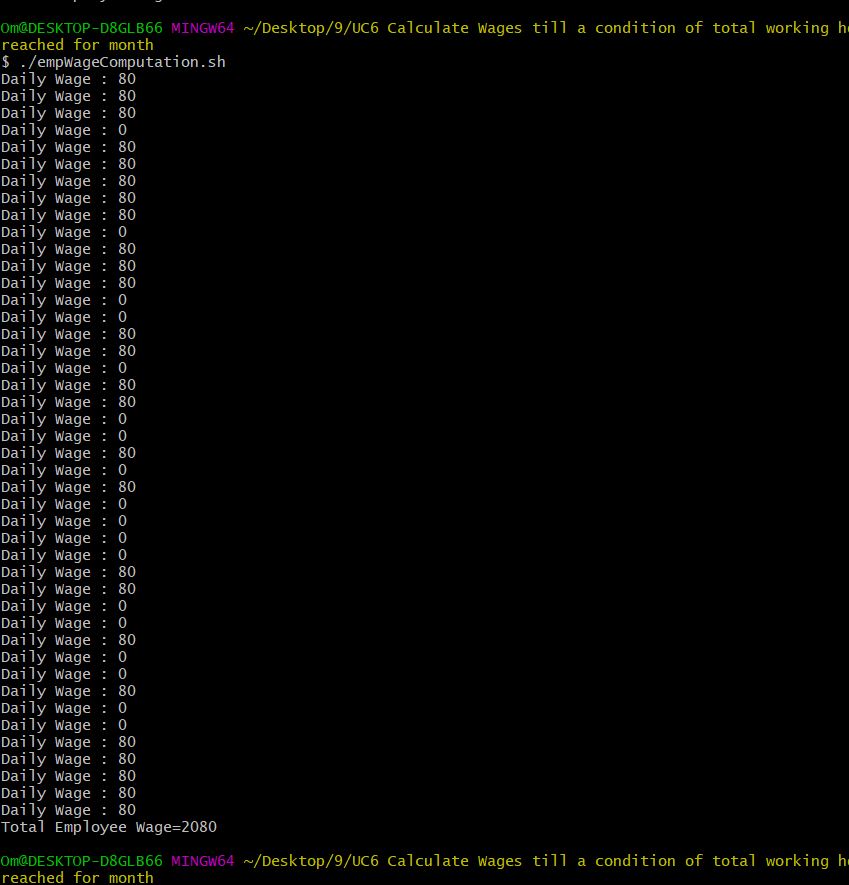 Om@DESKTOP-D8GLB66 MINGW64 ~/Desktop/9/UC6 Calculate Wages till a condition of total working
reached for month
$ ./empWageComputation.sh
Daily Wage : 80
Daily Wage : 80
Daily Wage : 80
Daily Wage : 0
Daily Wage : 80
Daily Wage : 80
Daily Wage : 80
Daily Wage : 80
Daily Wage : 80
Daily Wage : 0
Daily Wage : 80
Daily Wage : 80
Daily Wage : 80
Daily Wage : 0
Daily Wage : 0
Daily Wage : 80
Daily Wage : 80
Daily Wage : 0
Daily Wage : 80
Daily Wage : 80
Daily Wage : 0
Daily Wage : 0
Daily Wage : 80
Daily Wage : 0
Daily Wage : 80
Daily Wage : 0
Daily Wage : 0
Daily Wage : 0
Daily Wage : 0
Daily Wage : 80
Daily Wage : 80
Daily Wage : 0
Daily Wage : 0
Daily Wage : 80
Daily Wage : 0
Daily Wage : 0
Daily Wage : 80
Daily Wage : 0
Daily Wage : 0
Daily Wage : 80
Daily Wage : 80
Daily Wage : 80
Daily Wage : 80
Daily Wage : 80
Total Employee Wage=2080
Om@DESKTOP-D8GLB66 MINGW64 ~/Desktop/9/UC6 Calculate Wages till a condition of total working
reached for month